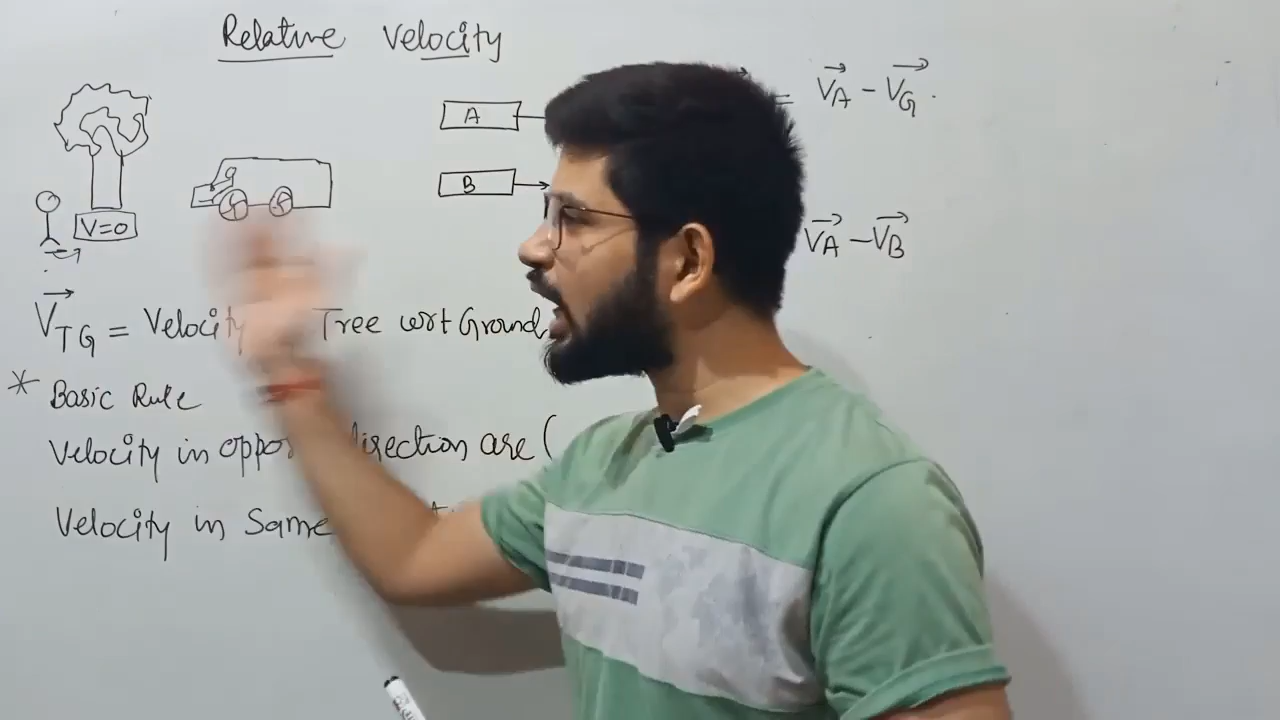 Relative Velocity
A
= V⃗A - V⃗G.
B
V⃗A - V⃗B
V=0
V⃗TG = Velocity Tree wrt Ground
* Basic Rule
Velocity in oppo direction are (
Velocity in Same